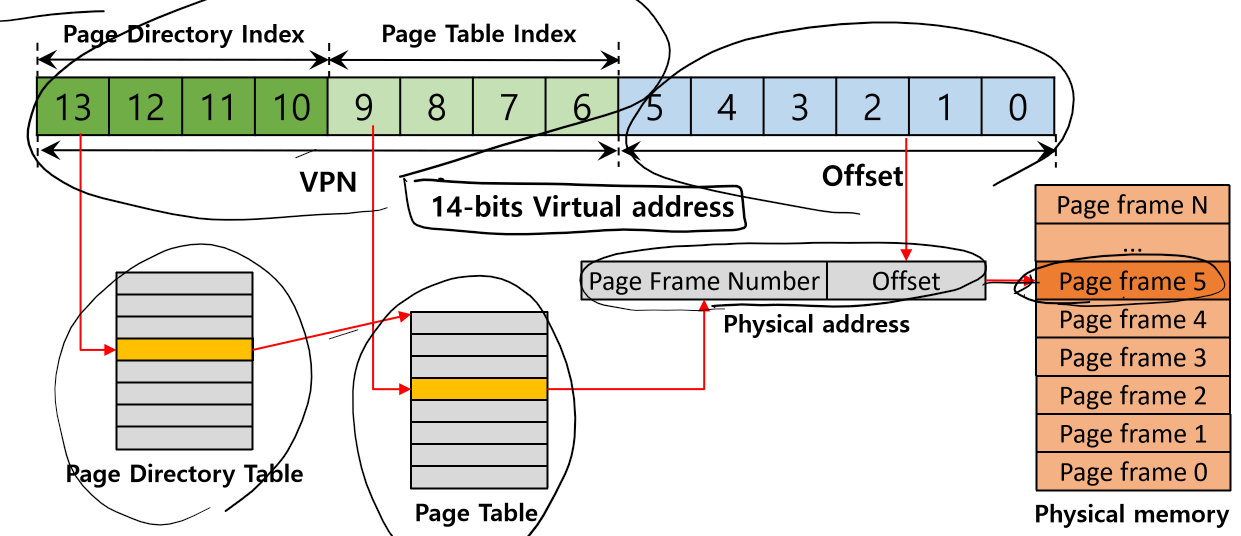 Page Directory Index Page Table Index
13 12 11 10 9 8 7 6 5 4 3 2 1 0
VPN Offset
14-bits Virtual address
Page frame N
...
Page Frame Number Offset
Page frame 5
Physical address
Page frame 4
Page frame 3
Page frame 2
Page frame 1
Page frame 0
Page Directory Table
Page Table
Physical memory